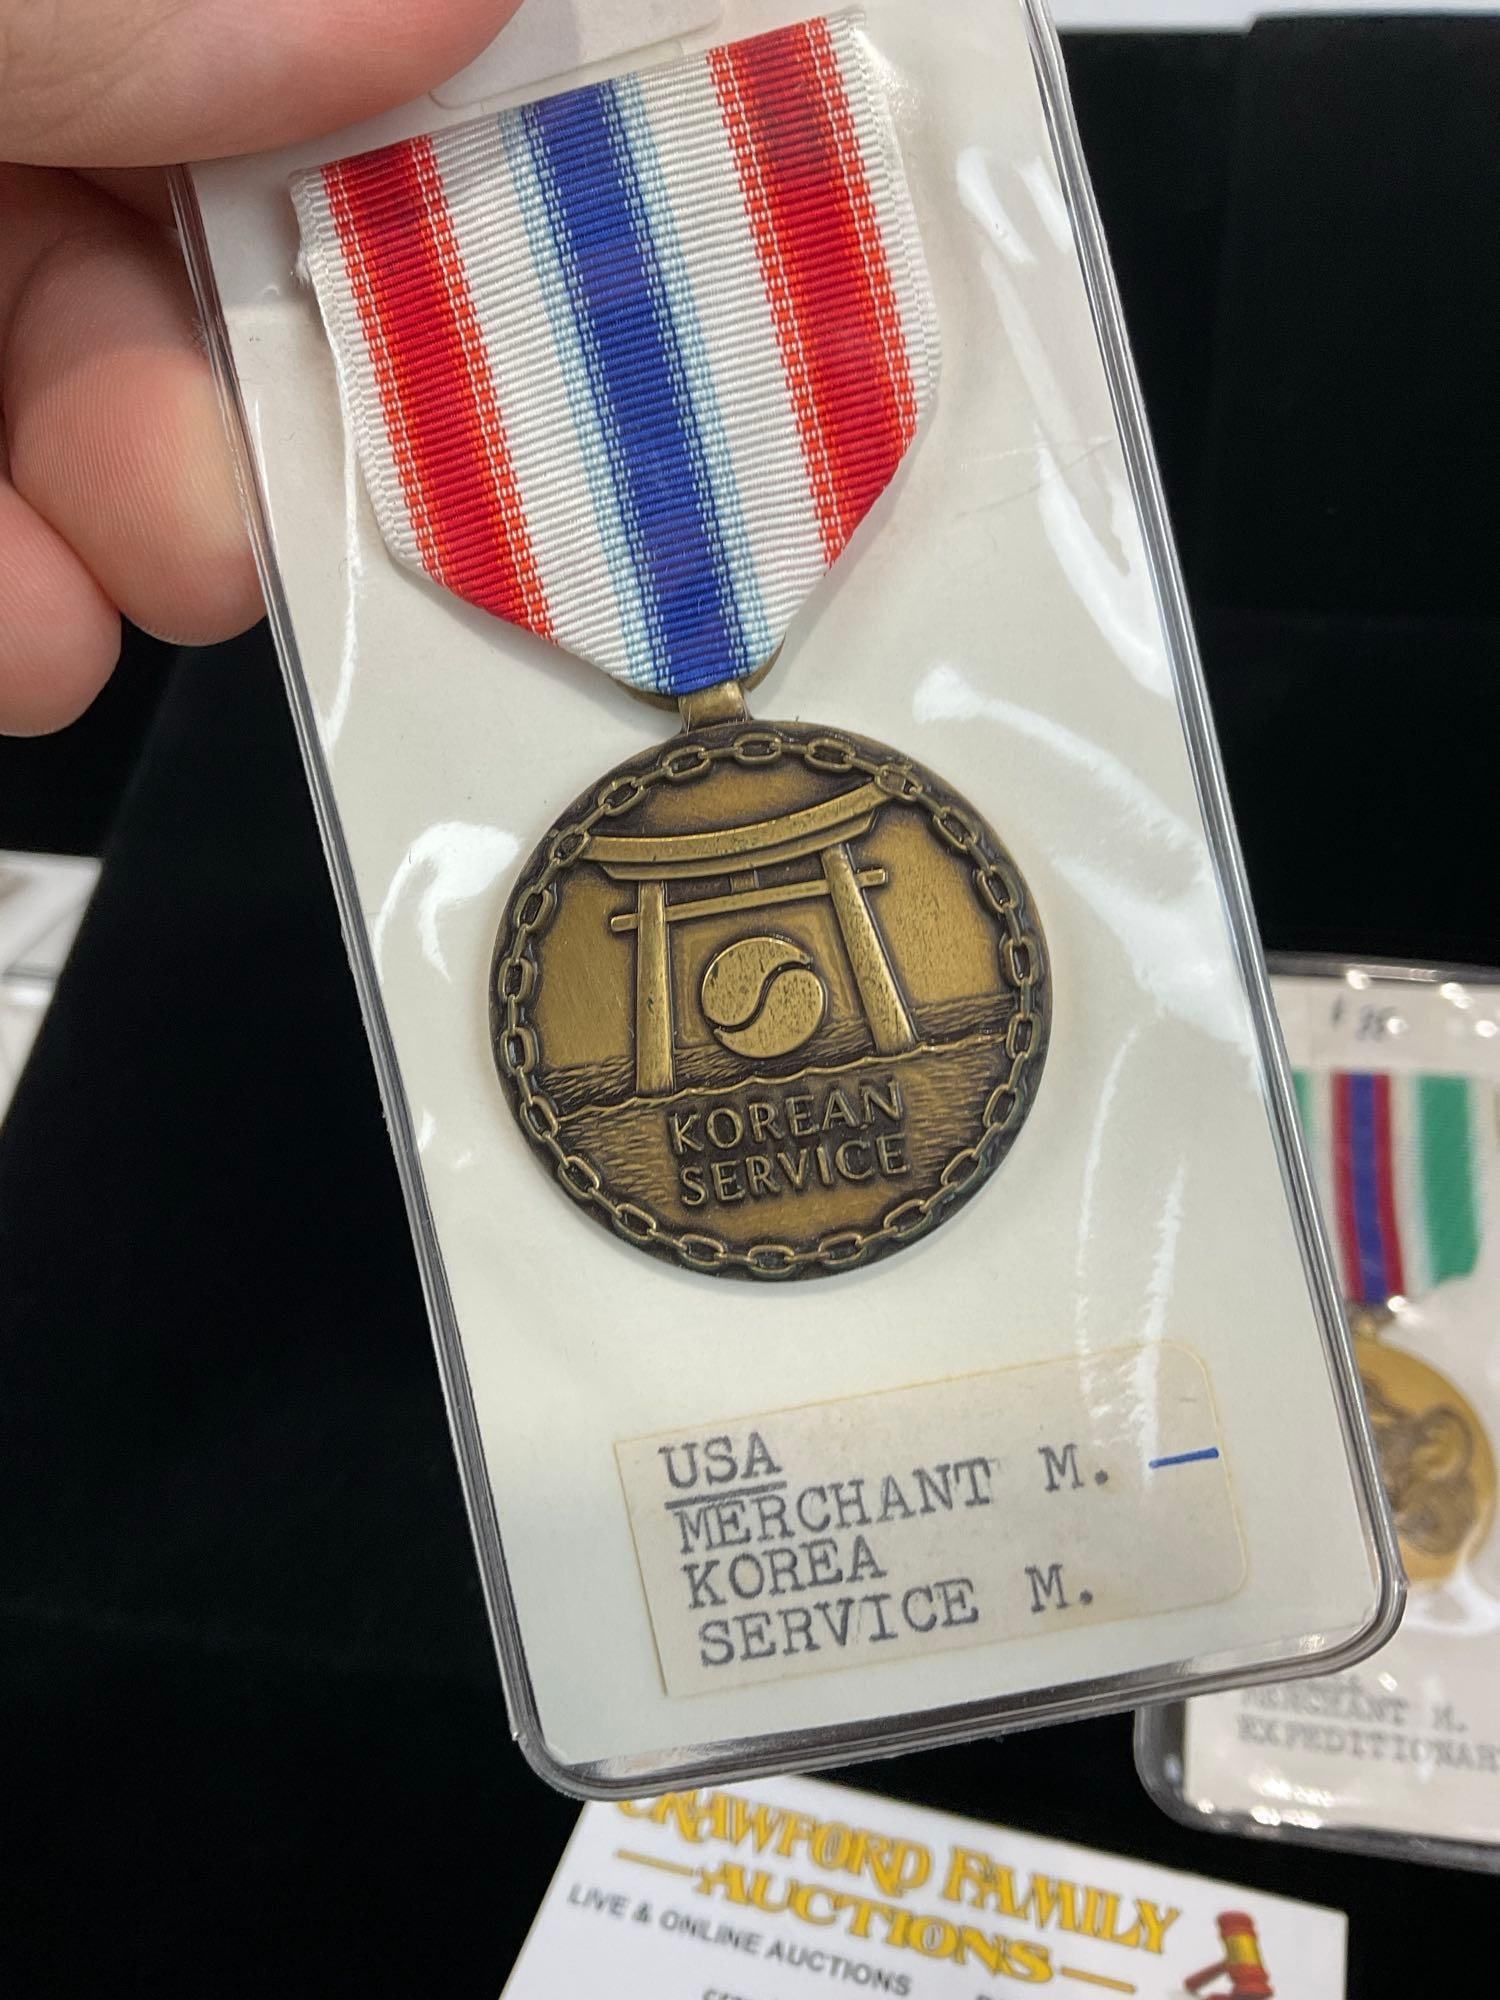 KOREAN
SERVICE
USA
MERCHANT M. —
KOREA
SERVICE M.
MERCHANT M.
EXPEDITIONAR
CRAWFORD FAMILY
AUCTIONS
LIVE & ONLINE AUCTIONS